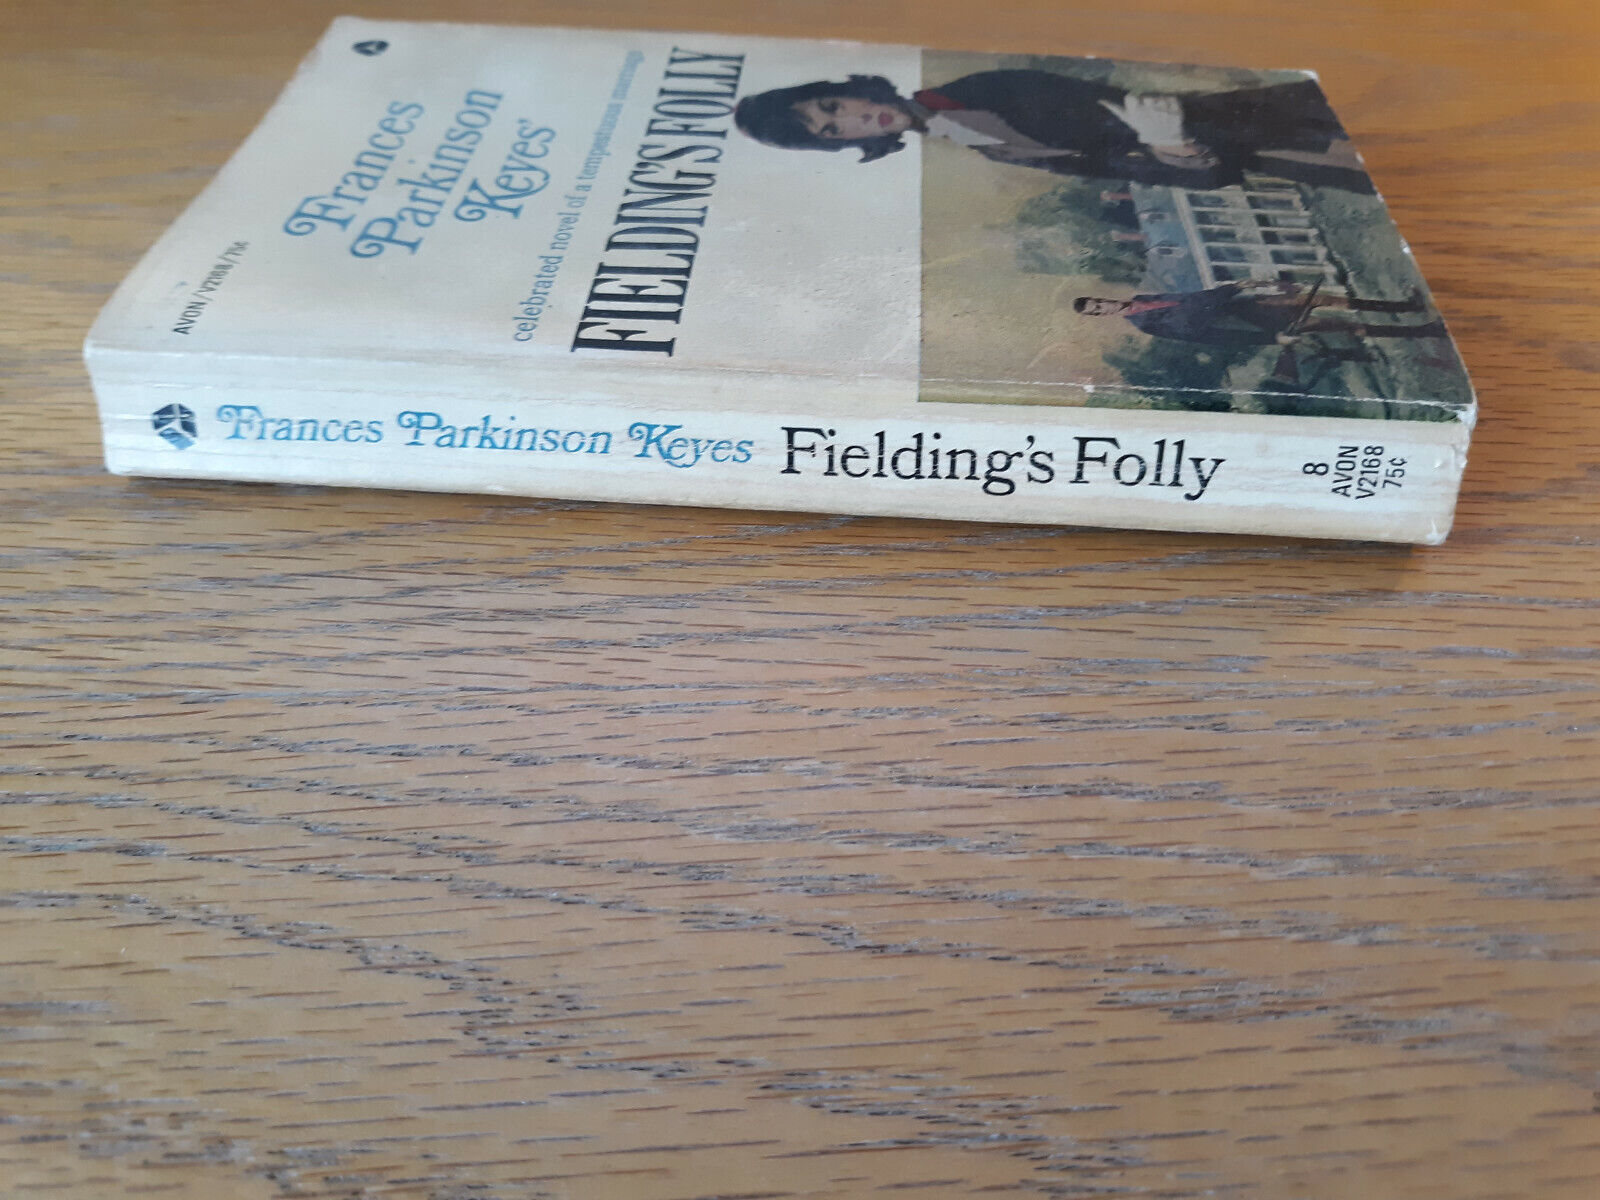 AVON/V2168/75¢
Frances
Parkinson
Keyes'
celebrated novel of a tempestuous marriage
FIELDING'S FOLLY
Frances Parkinson Keyes Fielding's Folly
8
AVON
V2168
75¢